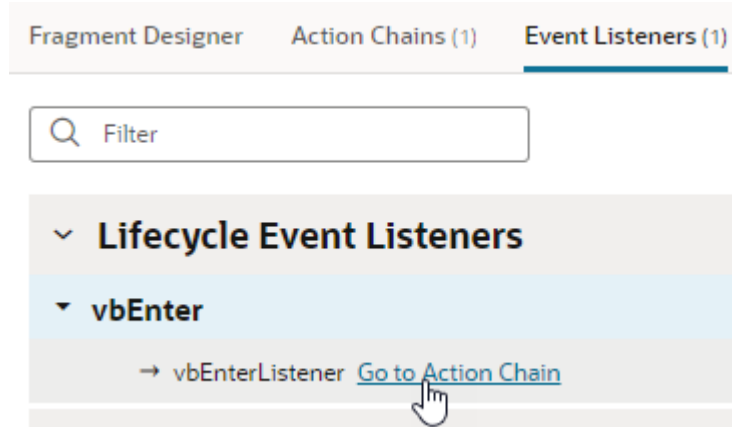 Fragment Designer Action Chains (1) Event Listeners (1)
Filter
Lifecycle Event Listeners
vbEnter
→ vbEnterListener Go to Action Chain